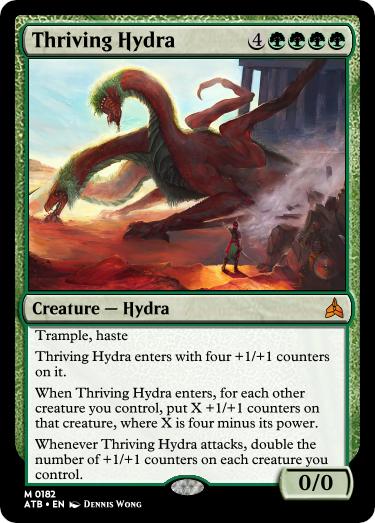 Thriving Hydra 4
Creature — Hydra
Trample, haste
Thriving Hydra enters with four +1/+1 counters
on it.
When Thriving Hydra enters, for each other
creature you control, put X +1/+1 counters on
that creature, where X is four minus its power.
Whenever Thriving Hydra attacks, double the
number of +1/+1 counters on each creature you
control.
0/0
M 0182
ATB • EN DENNIS WONG